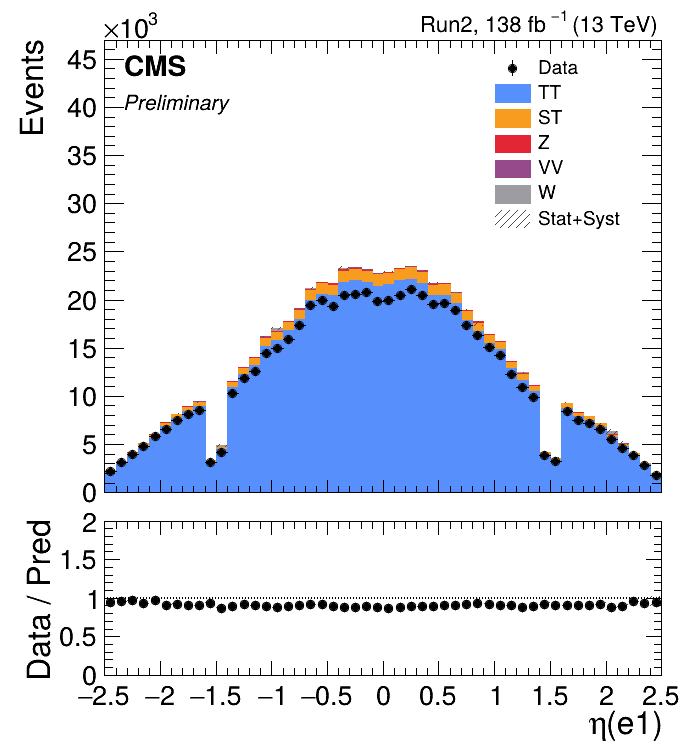 ×10³
Run2, 138 fb⁻¹ (13 TeV)
Events
CMS
Preliminary
Data
TT
ST
Z
VV
W
Stat+Syst
45
40
35
30
25
20
15
10
5
0
Data / Pred
2
1.5
1
0.5
0
−2.5 −2 −1.5 −1 −0.5 0 0.5 1 1.5 2 2.5
η(e1)